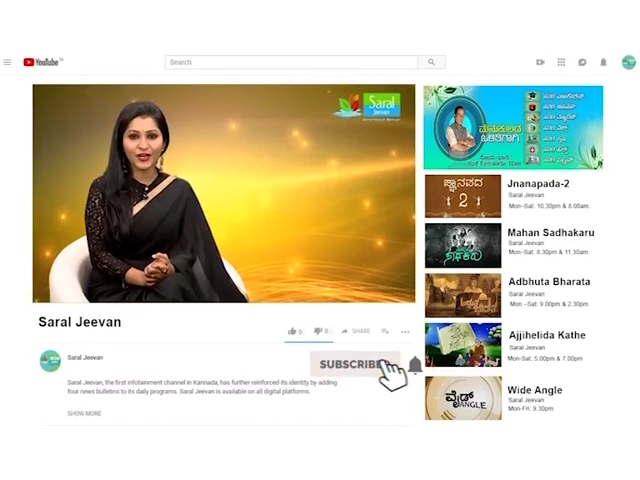 YouTube
Search
Saral
Jeevan
Saral Jeevan
0
0
SHARE
Saral Jeevan
SUBSCRIBED
Saral Jeevan, the first infotainment channel in Kannada, has further reinforced its identity by adding
four news bulletins to its daily programs. Saral Jeevan is available on all digital platforms.
SHOW MORE
ಜ್ಞಾನಪದ
2
Jnanapada-2
Saral Jeevan
Mon-Sat: 10.30pm & 8.00am.
Mahan Sadhakaru
Saral Jeevan
Mon-Sat: 8.30pm & 11.30am.
Adbhuta Bharata
Saral Jeevan
Mon –Sat: 9.00pm & 2.30pm.
Ajjihelida Kathe
Saral Jeevan
Mon-Sat: 5.00pm & 7.00pm.
ವೈಡ್
ANGLE
Wide Angle
Saral Jeevan
Mon-Fri: 9.30pm